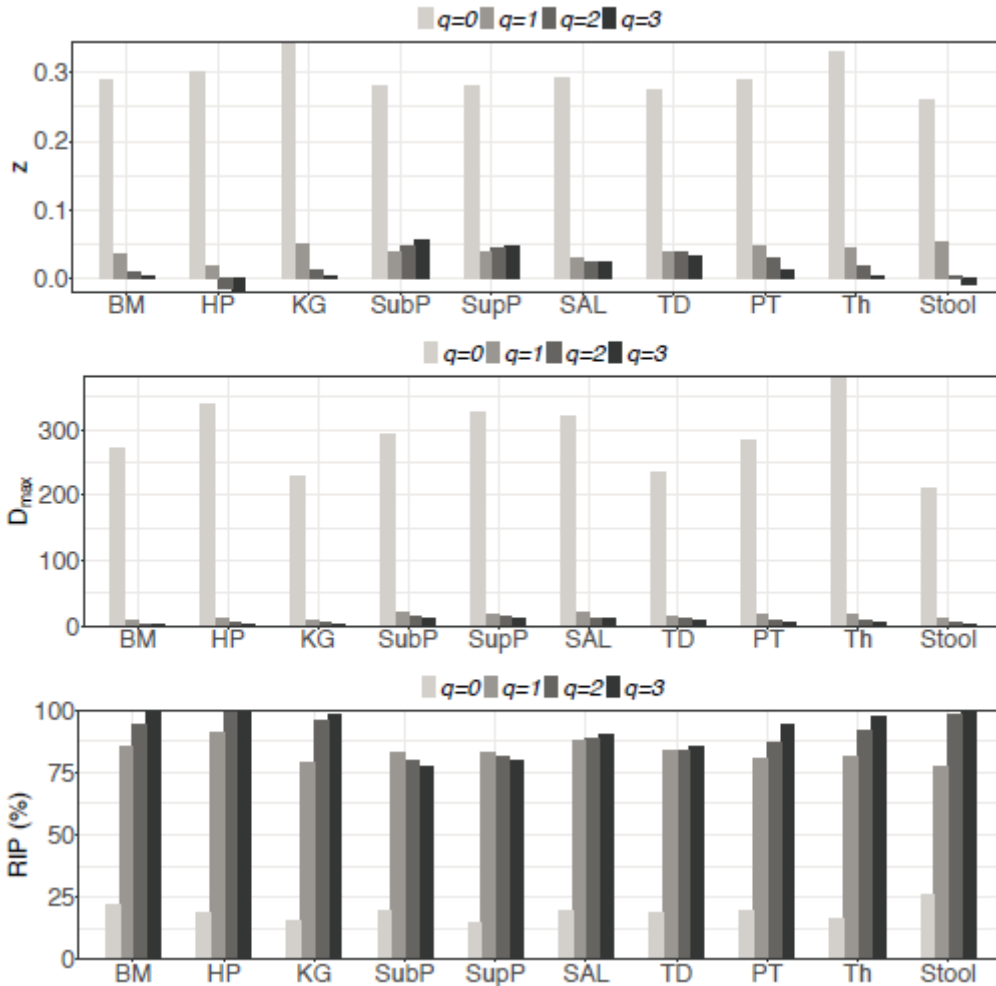 q=0 q=1 q=2 q=3
0.3
0.2
0.1
0.0
z
BM HP KG SubP SupP SAL TD PT Th Stool
q=0 q=1 q=2 q=3
300
200
100
0
Dmax
BM HP KG SubP SupP SAL TD PT Th Stool
q=0 q=1 q=2 q=3
100
75
50
25
0
RIP (%)
BM HP KG SubP SupP SAL TD PT Th Stool